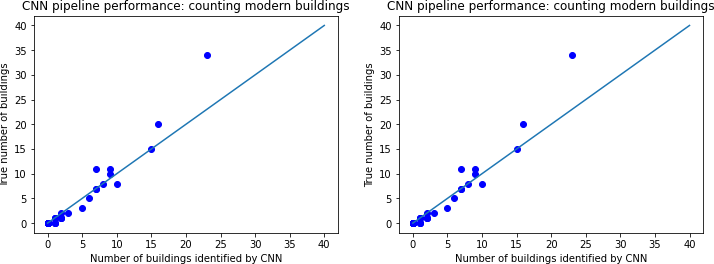 CNN pipeline performance: counting modern buildings
True number of buildings
40
35
30
25
20
15
10
5
0
0 5 10 15 20 25 30 35 40
Number of buildings identified by CNN
CNN pipeline performance: counting modern buildings
True number of buildings
40
35
30
25
20
15
10
5
0
0 5 10 15 20 25 30 35 40
Number of buildings identified by CNN